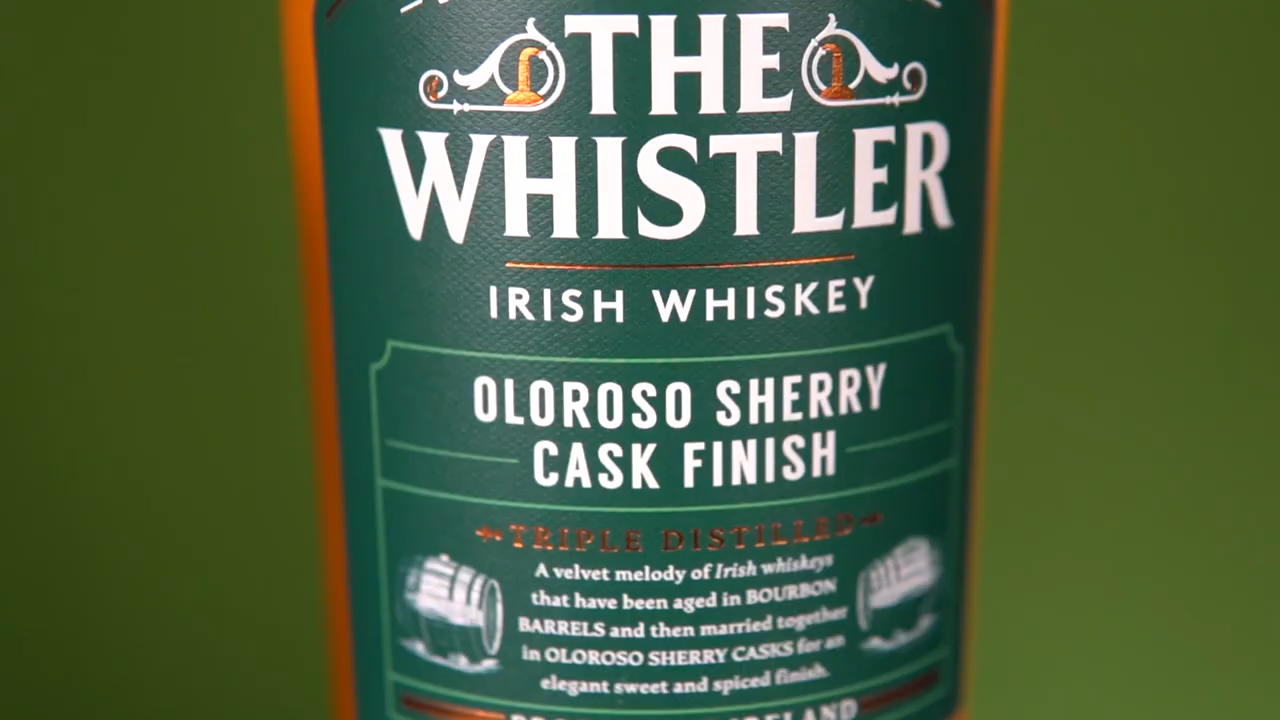 THE
WHISTLER
IRISH WHISKEY
OLOROSO SHERRY
CASK FINISH
TRIPLE DISTILLED
A velvet melody of Irish whiskeys
that have been aged in BOURBON
BARRELS and then married together
in OLOROSO SHERRY CASKS for an
elegant sweet and spiced finish.